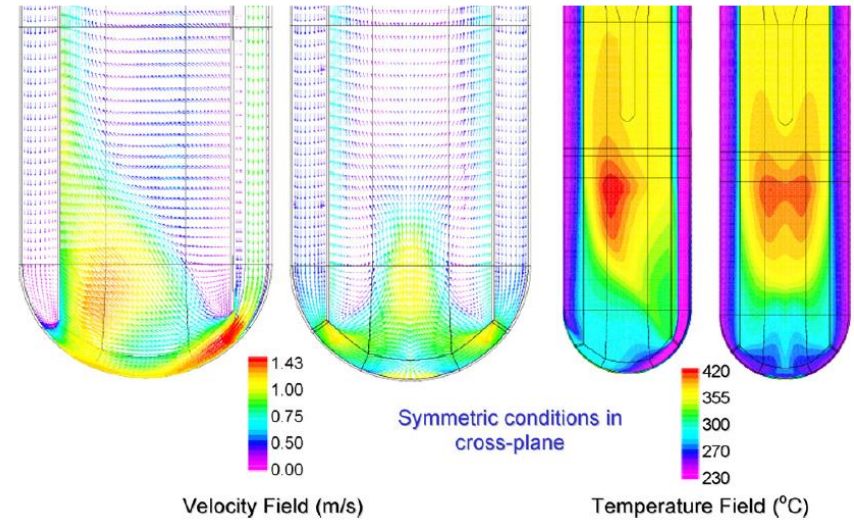 1.43
1.00
0.75
0.50
0.00
Symmetric conditions in
cross-plane
420
355
300
270
230
Velocity Field (m/s)
Temperature Field (°C)